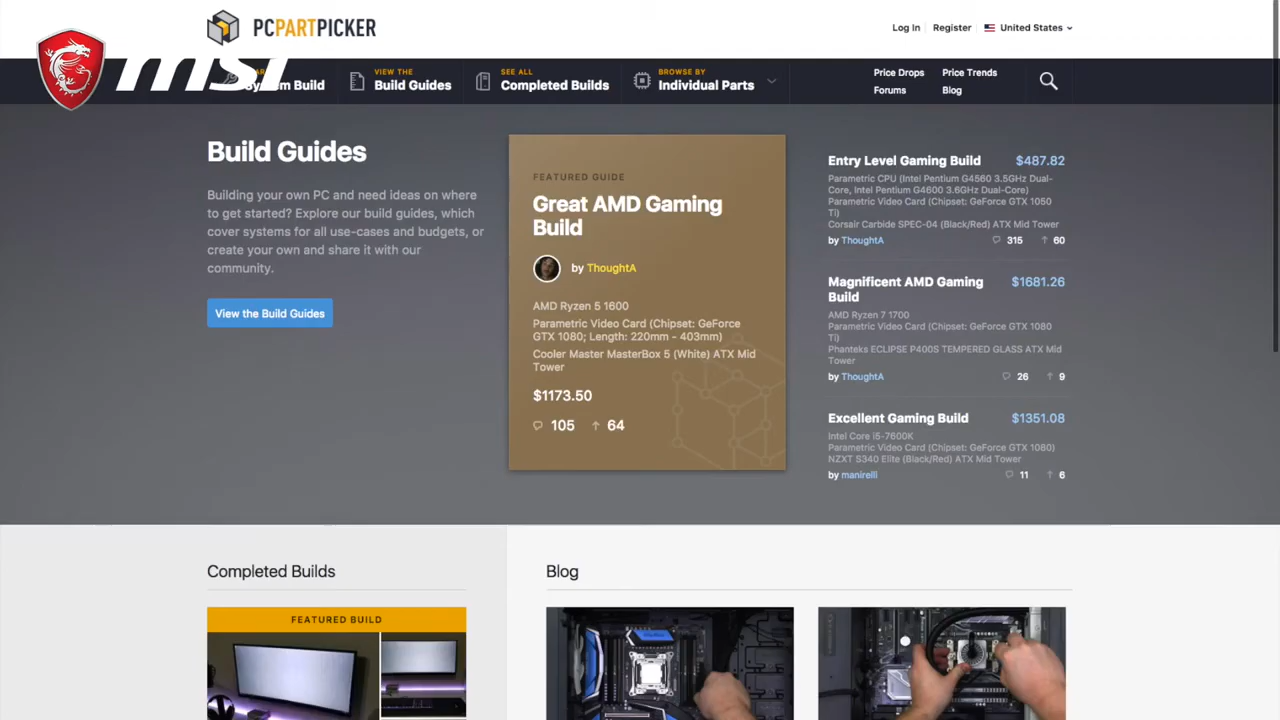 PCPARTPICKER
Log In
Register
United States
msi
System Build
VIEW THE
Build Guides
SEE ALL
Completed Builds
BROWSE BY
Individual Parts
Price Drops
Price Trends
Forums
Blog
Build Guides
Building your own PC and need ideas on where
to get started? Explore our build guides, which
cover systems for all use-cases and budgets, or
create your own and share it with our
community.
View the Build Guides
FEATURED GUIDE
Great AMD Gaming
Build
by ThoughtA
AMD Ryzen 5 1600
Parametric Video Card (Chipset: GeForce
GTX 1080; Length: 220mm - 403mm)
Cooler Master MasterBox 5 (White) ATX Mid
Tower
$1173.50
105 64
Entry Level Gaming Build $487.82
Parametric CPU (Intel Pentium G4560 3.5GHz Dual-
Core, Intel Pentium G4600 3.6GHz Dual-Core)
Parametric Video Card (Chipset: GeForce GTX 1050
Ti)
Corsair Carbide SPEC-04 (Black/Red) ATX Mid Tower
by ThoughtA 315 60
Magnificent AMD Gaming $1681.26
Build
AMD Ryzen 7 1700
Parametric Video Card (Chipset: GeForce GTX 1080
Ti)
Phanteks ECLIPSE P400S TEMPERED GLASS ATX Mid
Tower
by ThoughtA 26 9
Excellent Gaming Build $1351.08
Intel Core i5-7600K
Parametric Video Card (Chipset: GeForce GTX 1080)
NZXT S340 Elite (Black/Red) ATX Mid Tower
by manirelli 11 6
Completed Builds
FEATURED BUILD
Blog